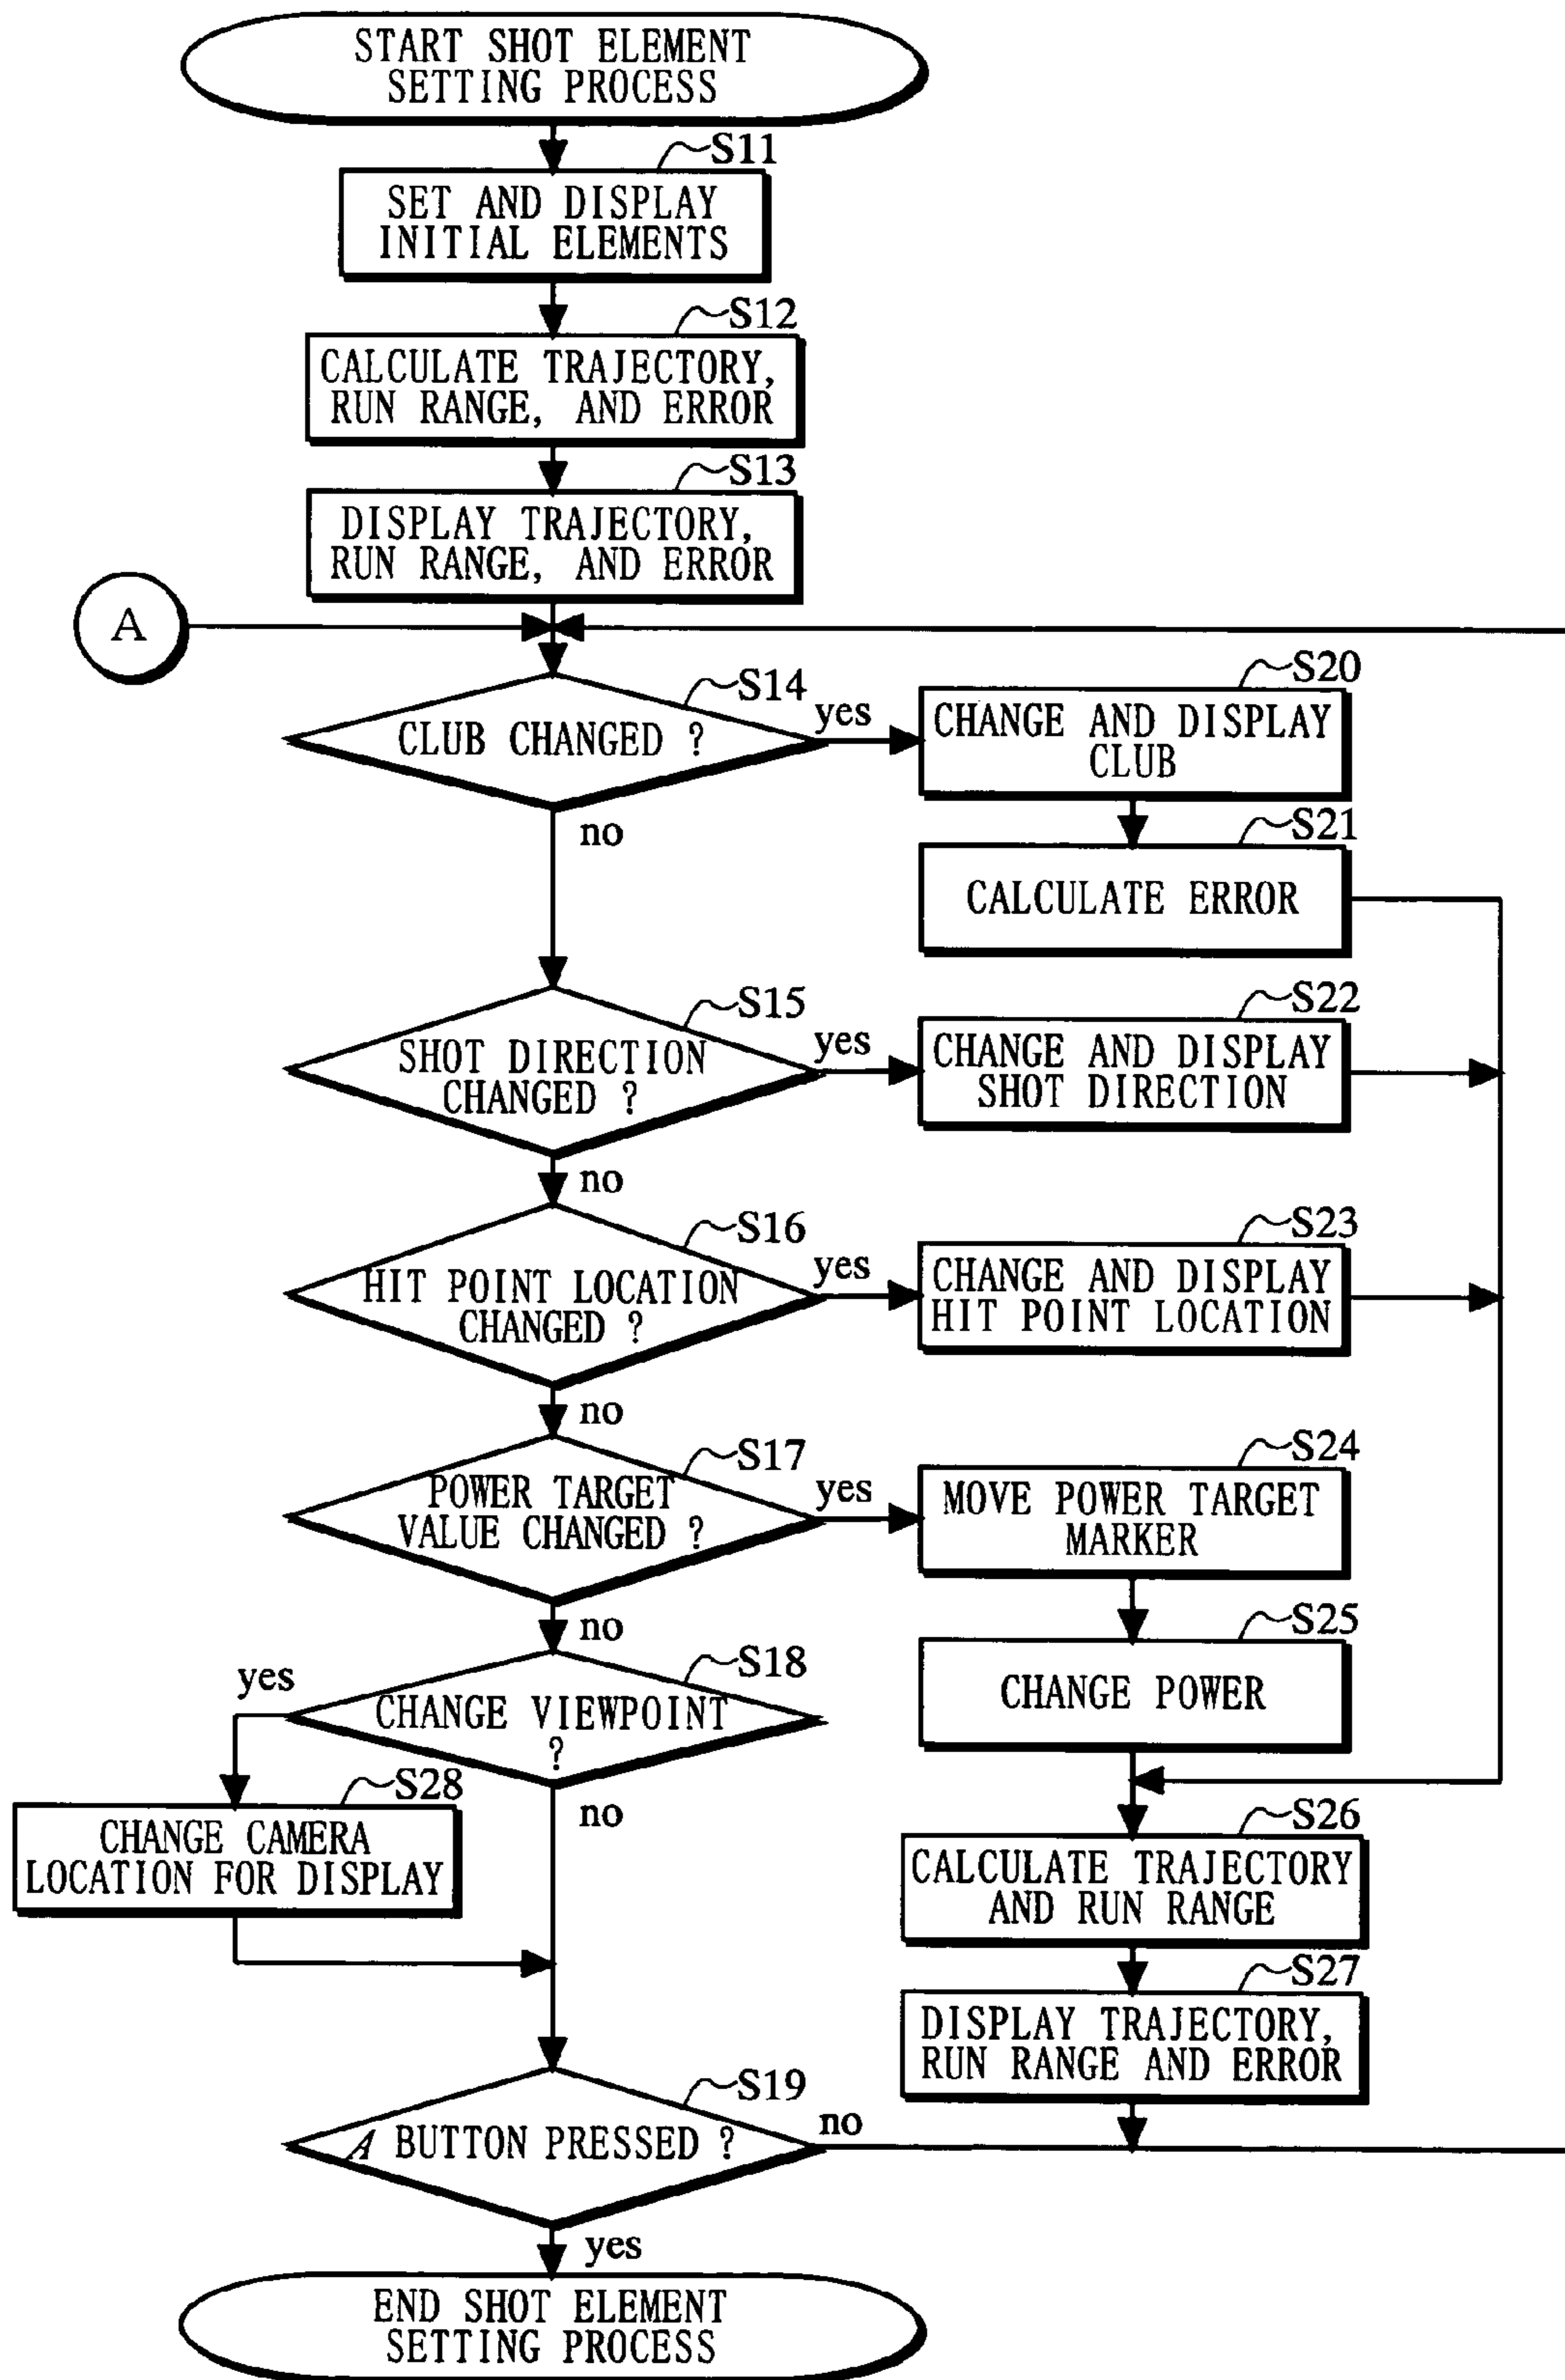 START SHOT ELEMENT
SETTING PROCESS
S11
SET AND DISPLAY
INITIAL ELEMENTS
S12
CALCULATE TRAJECTORY,
RUN RANGE, AND ERROR
S13
DISPLAY TRAJECTORY,
RUN RANGE, AND ERROR
A
S14
CLUB CHANGED ?
yes
no
S20
CHANGE AND DISPLAY
CLUB
S21
CALCULATE ERROR
S15
SHOT DIRECTION
CHANGED ?
yes
no
S22
CHANGE AND DISPLAY
SHOT DIRECTION
S16
HIT POINT LOCATION
CHANGED ?
yes
no
S23
CHANGE AND DISPLAY
HIT POINT LOCATION
S17
POWER TARGET
VALUE CHANGED ?
yes
no
S24
MOVE POWER TARGET
MARKER
S25
CHANGE POWER
S18
CHANGE VIEWPOINT
?
yes
no
S28
CHANGE CAMERA
LOCATION FOR DISPLAY
S26
CALCULATE TRAJECTORY
AND RUN RANGE
S27
DISPLAY TRAJECTORY,
RUN RANGE AND ERROR
S19
A BUTTON PRESSED ?
no
yes
END SHOT ELEMENT
SETTING PROCESS